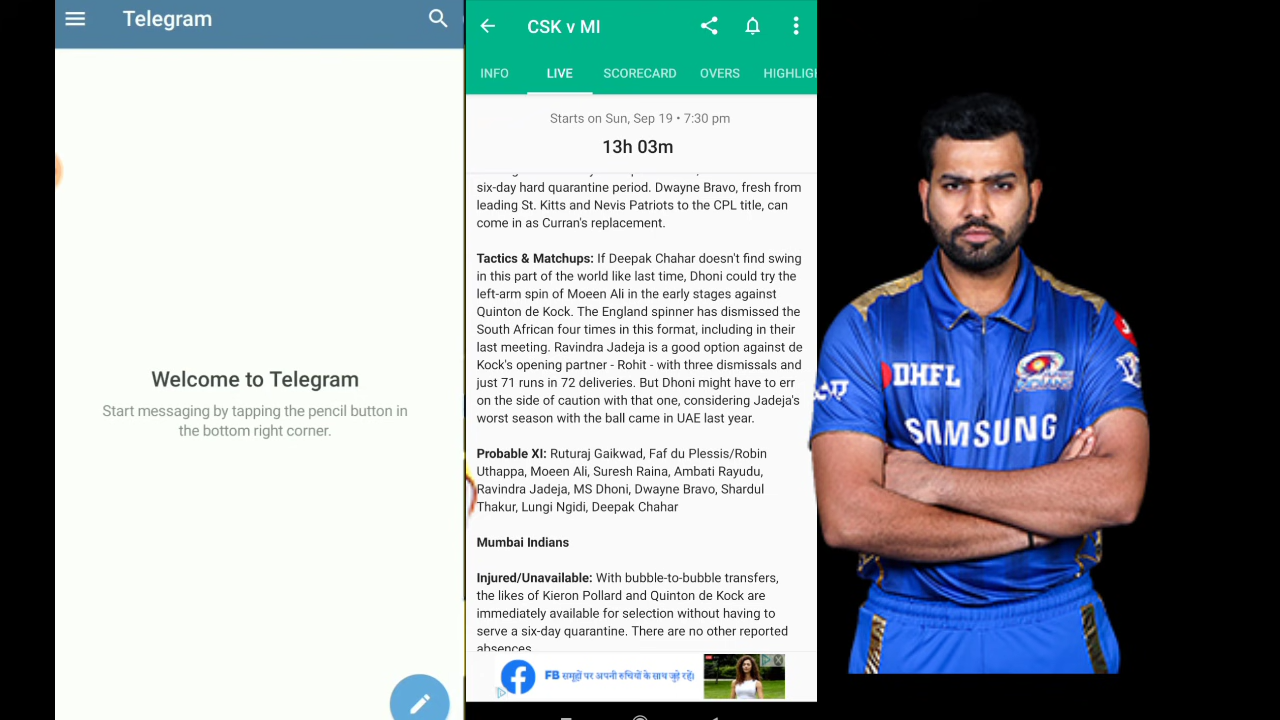 Telegram
Welcome to Telegram
Start messaging by tapping the pencil button in
the bottom right corner.
CSK v MI
INFO
LIVE
SCORECARD
OVERS
HIGHLIGH
Starts on Sun, Sep 19 • 7:30 pm
13h 03m
six-day hard quarantine period. Dwayne Bravo, fresh from
leading St. Kitts and Nevis Patriots to the CPL title, can
come in as Curran's replacement.
Tactics & Matchups: If Deepak Chahar doesn't find swing
in this part of the world like last time, Dhoni could try the
left-arm spin of Moeen Ali in the early stages against
Quinton de Kock. The England spinner has dismissed the
South African four times in this format, including in their
last meeting. Ravindra Jadeja is a good option against de
Kock's opening partner - Rohit - with three dismissals and
just 71 runs in 72 deliveries. But Dhoni might have to err
on the side of caution with that one, considering Jadeja's
worst season with the ball came in UAE last year.
Probable XI: Ruturaj Gaikwad, Faf du Plessis/Robin
Uthappa, Moeen Ali, Suresh Raina, Ambati Rayudu,
Ravindra Jadeja, MS Dhoni, Dwayne Bravo, Shardul
Thakur, Lungi Ngidi, Deepak Chahar
Mumbai Indians
Injured/Unavailable: With bubble-to-bubble transfers,
the likes of Kieron Pollard and Quinton de Kock are
immediately available for selection without having to
serve a six-day quarantine. There are no other reported
absences.
FB समूहों पर अपनी रुचियों के साथ जुड़े रहें।
DHFL
INDIANS
SAMSUNG